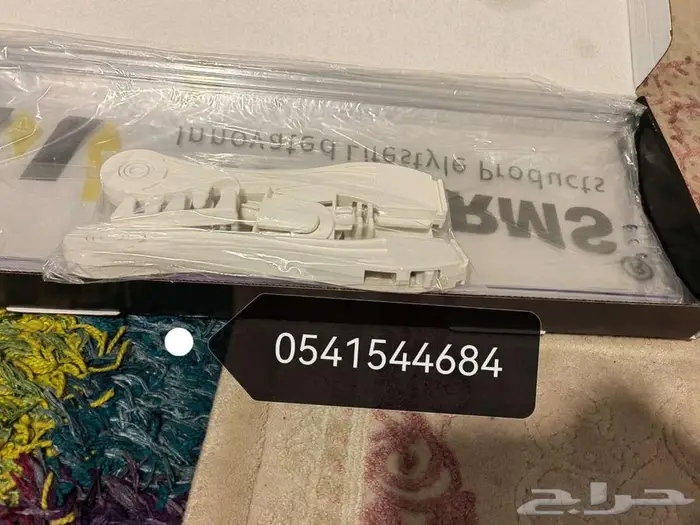 Innovated Lifestyle Products
RMS
®
0541544684
حراج